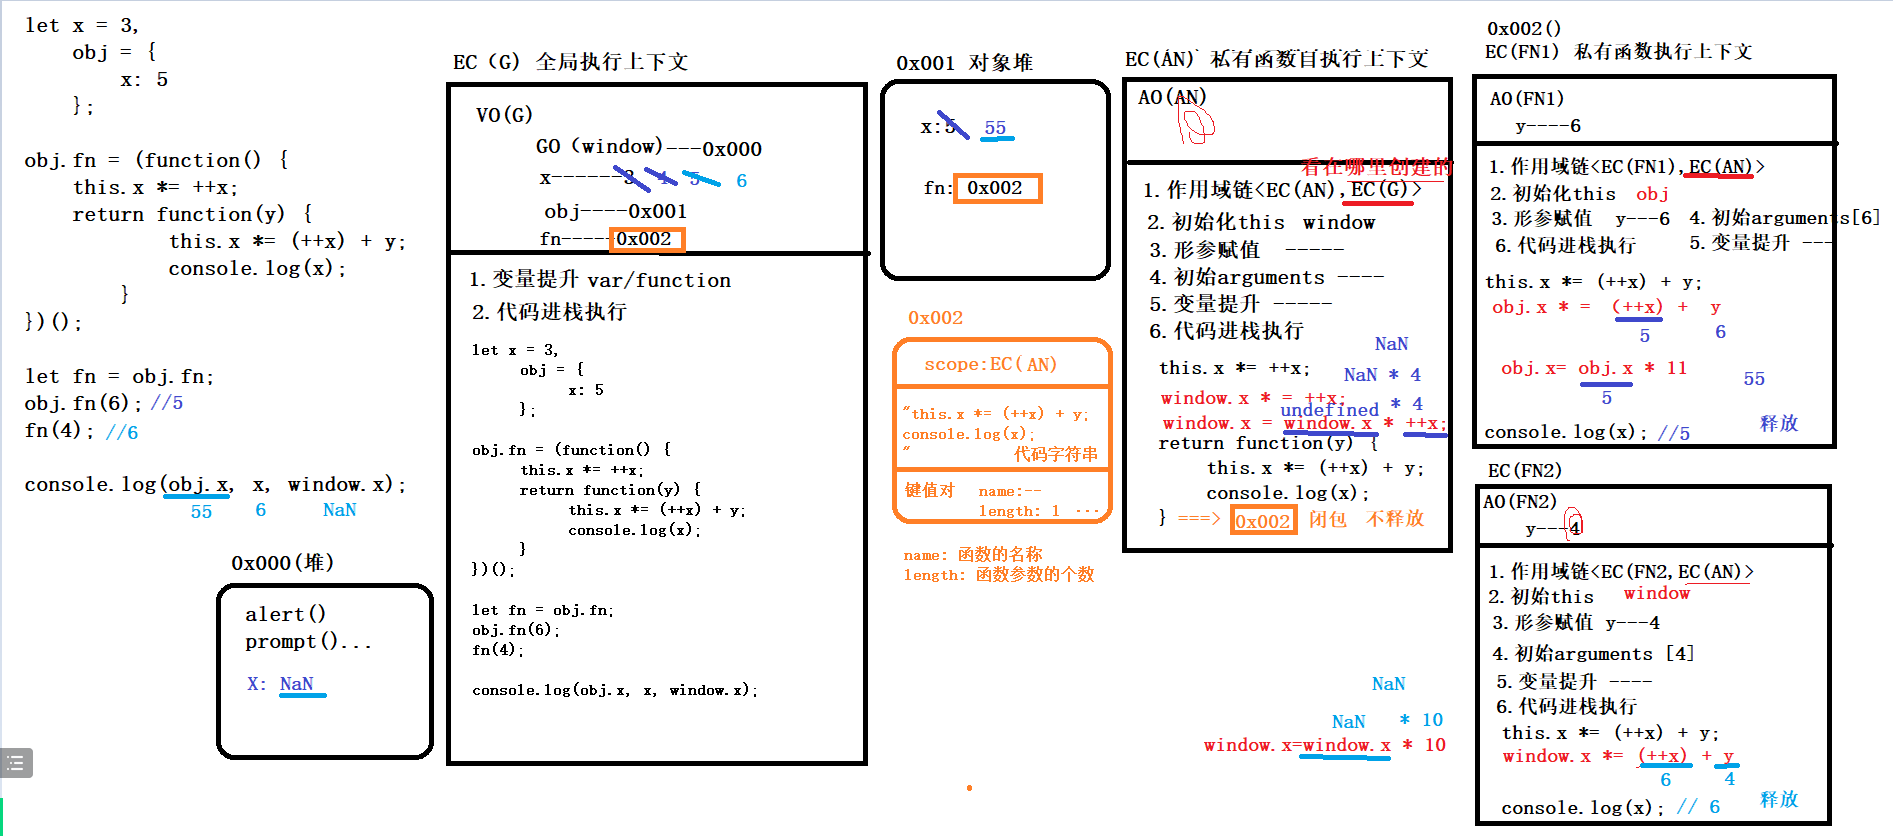 let x = 3,
obj = {
x: 5
};
obj.fn = (function() {
this.x *= ++x;
return function(y) {
this.x *= (++x) + y;
console.log(x);
}
})();
let fn = obj.fn;
obj.fn(6); //5
fn(4); //6
console.log(obj.x, x, window.x);
55 6 NaN
0x000(堆)
alert()
prompt()...
X: NaN
EC（G) 全局执行上下文
VO(G)
GO（window)---0x000
x------3 4 5 6
obj----0x001
fn-----0x002
1.变量提升 var/function
2.代码进栈执行
let x = 3,
obj = {
x: 5
};
obj.fn = (function() {
this.x *= ++x;
return function(y) {
this.x *= (++x) + y;
console.log(x);
}
})();
let fn = obj.fn;
obj.fn(6);
fn(4);
console.log(obj.x, x, window.x);
0x001 对象堆
x:5 55
fn: 0x002
0x002
scope:EC(AN)
"this.x *= (++x) + y;
console.log(x);
" 代码字符串
键值对 name:--
length: 1 ...
name: 函数的名称
length: 函数参数的个数
EC(AN) 私有函数自执行上下文
AO(AN)
看在哪里创建的
1.作用域链<EC(AN),EC(G)>
2.初始化this window
3.形参赋值 -----
4.初始arguments ----
5.变量提升 -----
6.代码进栈执行
NaN
this.x *= ++x; NaN * 4
window.x * = ++x;
undefined * 4
window.x = window.x * ++x;
return function(y) {
this.x *= (++x) + y;
console.log(x);
} ===> 0x002 闭包 不释放
NaN
NaN * 10
window.x=window.x * 10
0x002()
EC(FN1) 私有函数执行上下文
AO(FN1)
y----6
1.作用域链<EC(FN1),EC(AN)>
2.初始化this obj
3.形参赋值 y---6 4.初始arguments[6]
6.代码进栈执行 5.变量提升 ---
this.x *= (++x) + y;
obj.x * = (++x) + y
5 6
obj.x= obj.x * 11 55
5
console.log(x); //5 释放
EC(FN2)
AO(FN2)
y---4
1.作用域链<EC(FN2,EC(AN)>
2.初始this window
3.形参赋值 y---4
4.初始arguments [4]
5.变量提升 ----
6.代码进栈执行
this.x *= (++x) + y;
window.x *= (++x) + y
6 4
console.log(x); // 6 释放